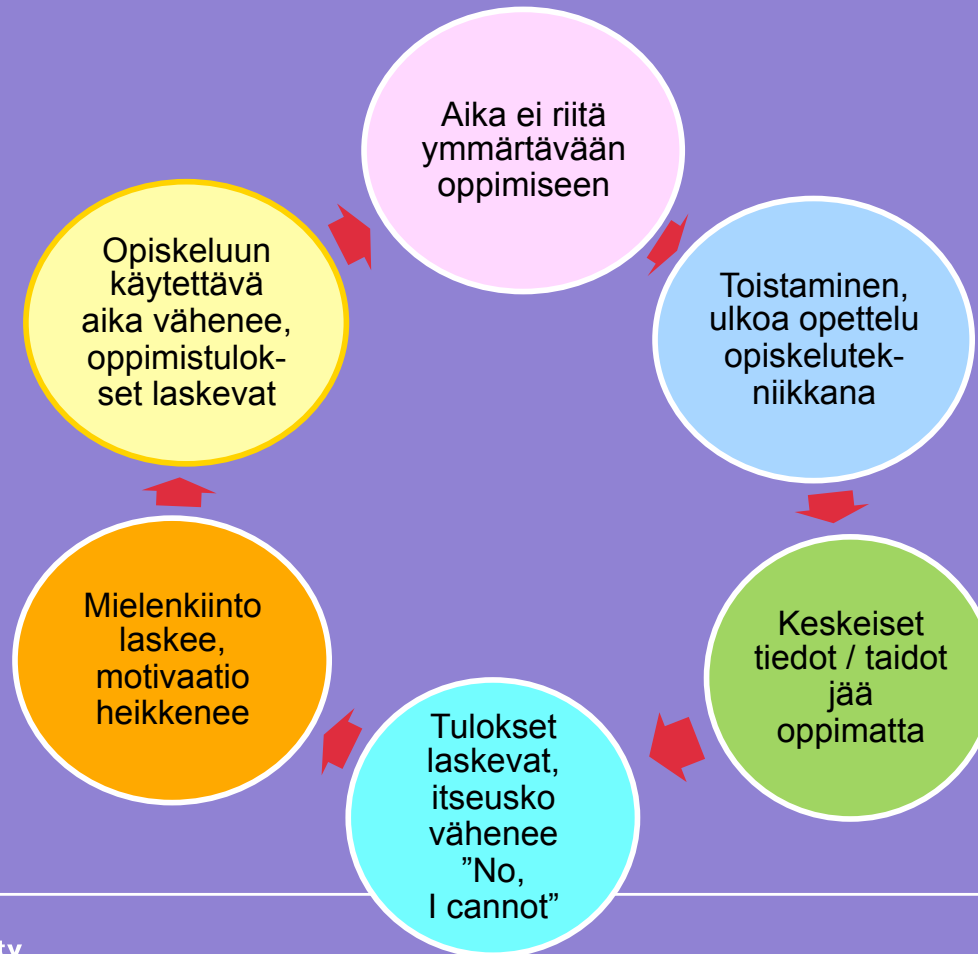 Aika ei riitä
ymmärtävään
oppimiseen
Toistaminen,
ulkoa opettelu
opiskelutek-
niikkana
Keskeiset
tiedot / taidot
jää
oppimatta
Tulokset
laskevat,
itseusko
vähenee
”No,
I cannot”
Mielenkiinto
laskee,
motivaatio
heikkenee
Opiskeluun
käytettävä
aika vähenee,
oppimistulok-
set laskevat